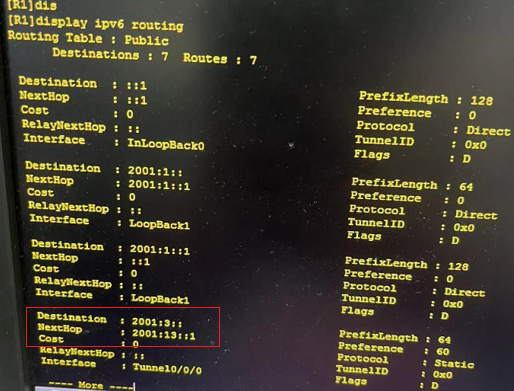 [R1]dis
[R1]display ipv6 routing
Routing Table : Public
Destinations : 7 Routes : 7
Destination : ::1 PrefixLength : 128
NextHop : ::1 Preference : 0
Cost : 0 Protocol : Direct
RelayNextHop : :: TunnelID : 0x0
Interface : InLoopBack0 Flags : D
Destination : 2001:1:: PrefixLength : 64
NextHop : 2001:1::1 Preference : 0
Cost : 0 Protocol : Direct
RelayNextHop : :: TunnelID : 0x0
Interface : LoopBack1 Flags : D
Destination : 2001:1::1 PrefixLength : 128
NextHop : ::1 Preference : 0
Cost : 0 Protocol : Direct
RelayNextHop : :: TunnelID : 0x0
Interface : LoopBack1 Flags : D
Destination : 2001:3:: PrefixLength : 64
NextHop : 2001:13::1 Preference : 60
Cost : 0 Protocol : Static
RelayNextHop : :: TunnelID : 0x0
Interface : Tunnel0/0/0 Flags : D
---- More ----